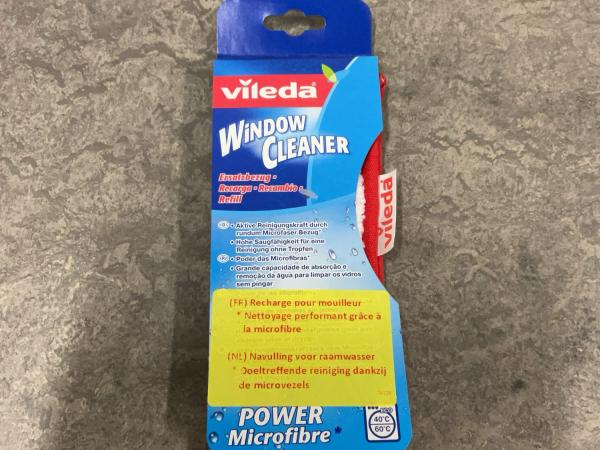 vileda
WiNDOW
CLEANER
Ersatzbezug -
Recarga - Recambio -
Refill
vileda
• Aktive Reinigungskraft durch
rundum Microfaser Bezug*
• Hohe Saugfähigkeit für eine
Reinigung ohne Tropfen
• Poder das Microfibras*
• Grande capacidade de absorção e
remoção da água para limpar os vidros
sem pingar
(FR) Recharge pour mouilleur
* Nettoyage performant grâce à
la microfibre
(NL) Navulling voor raamwasser
* Doeltreffende reiniging dankzij
de microvezels
POWER
Microfibre*
40°C
60°C